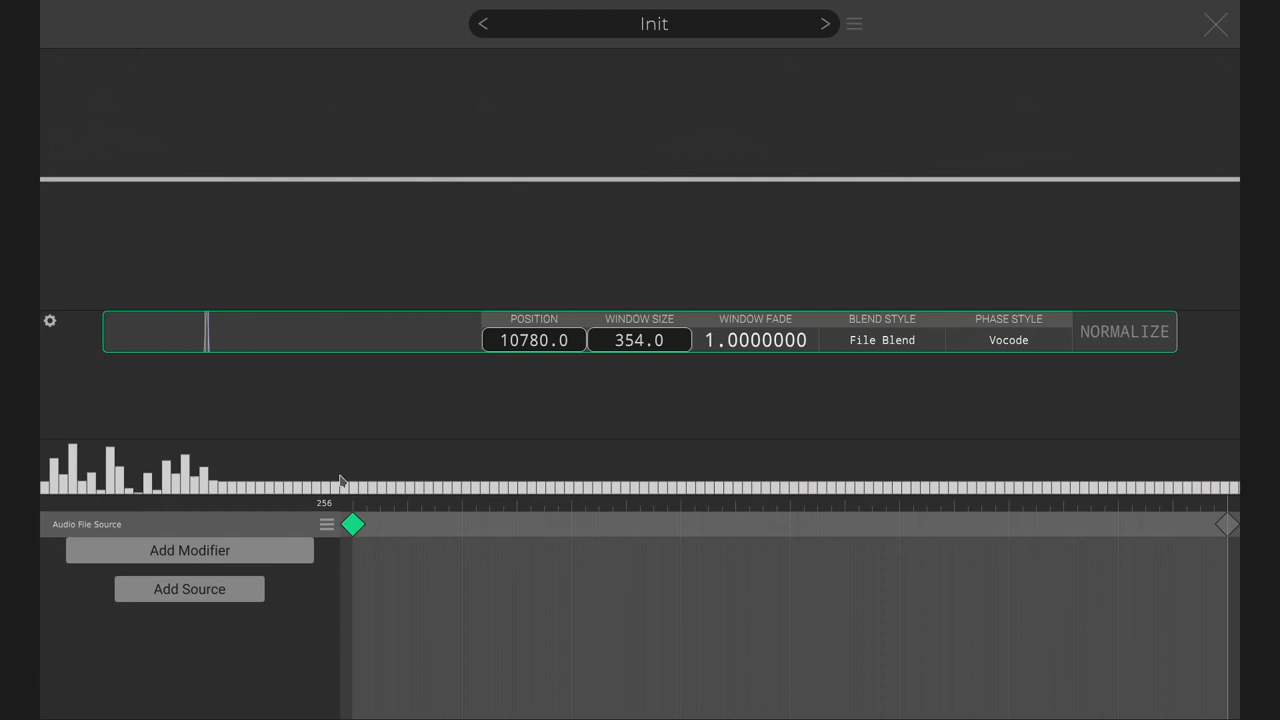 < Init >
POSITION WINDOW SIZE WINDOW FADE BLEND STYLE PHASE STYLE NORMALIZE
10780.0 354.0 1.0000000 File Blend Vocode
256
Audio File Source
Add Modifier
Add Source